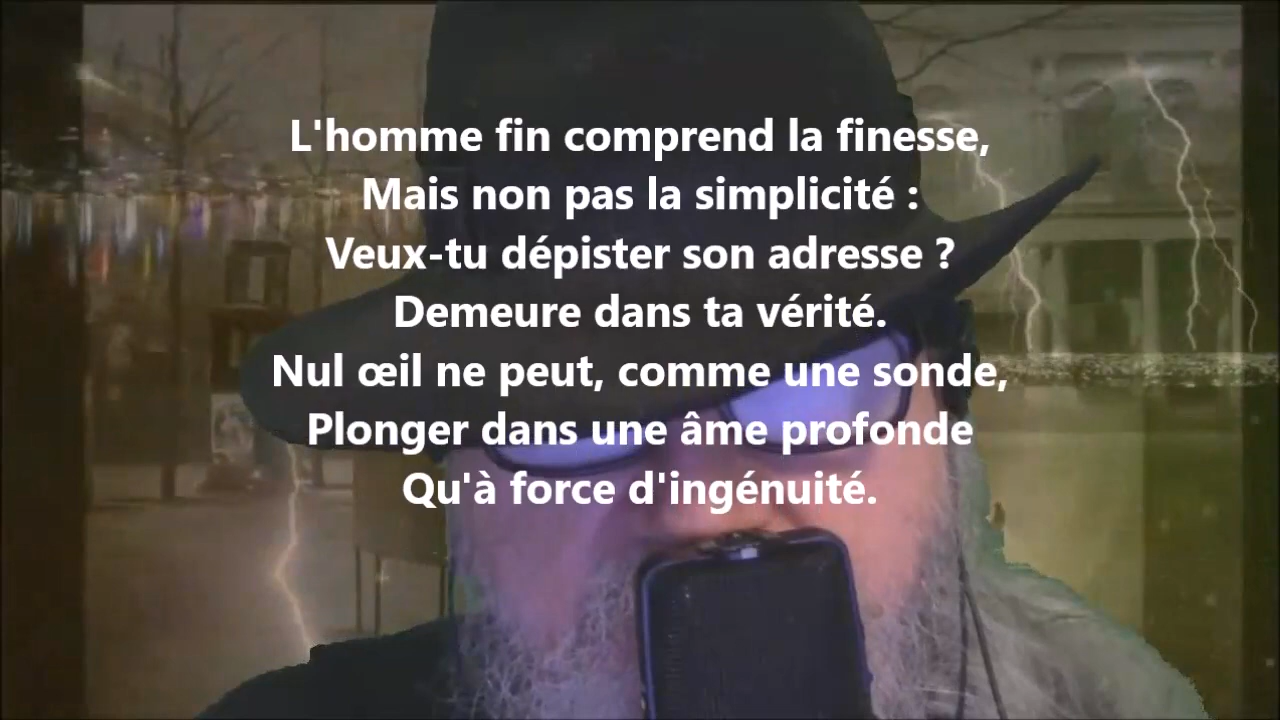 L'homme fin comprend la finesse,
Mais non pas la simplicité :
Veux-tu dépister son adresse ?
Demeure dans ta vérité.
Nul œil ne peut, comme une sonde,
Plonger dans une âme profonde
Qu'à force d'ingénuité.